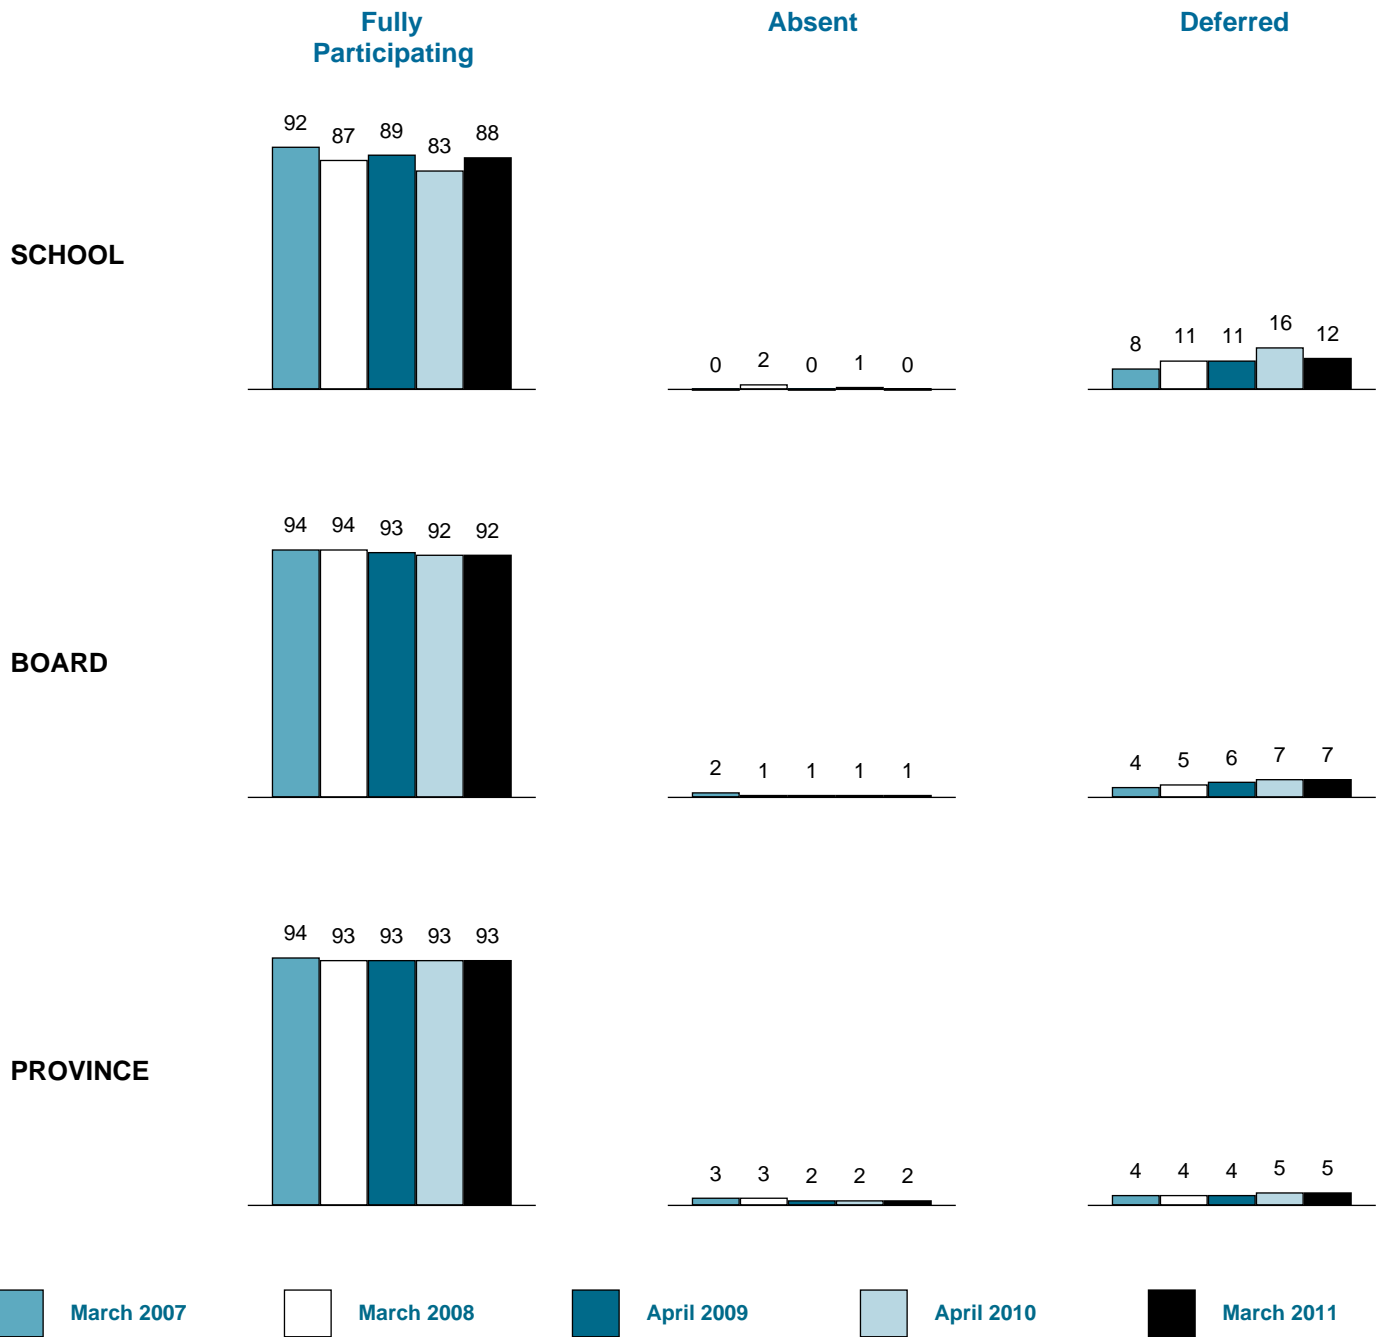 Fully
Participating
Absent
Deferred
92 87 89 83 88
0 2 0 1 0
8 11 11 16 12
SCHOOL
94 94 93 92 92
2 1 1 1 1
4 5 6 7 7
BOARD
94 93 93 93 93
3 3 2 2 2
4 4 4 5 5
PROVINCE
March 2007 March 2008 April 2009 April 2010 March 2011